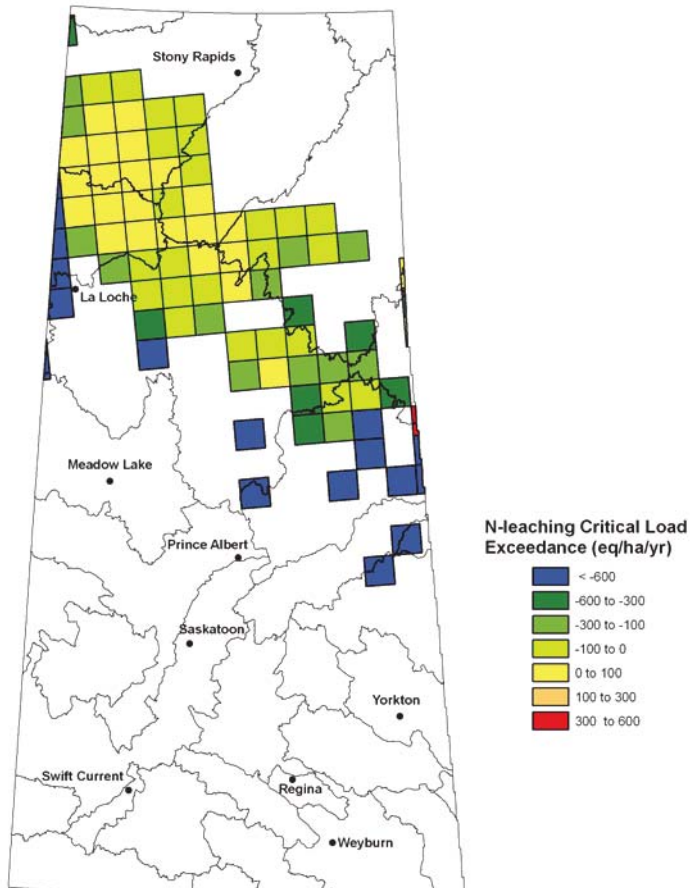 Stony Rapids
La Loche
Meadow Lake
Prince Albert
Saskatoon
Yorkton
Swift Current
Regina
Weyburn
N-leaching Critical Load
Exceedance (eq/ha/yr)
< -600
-600 to -300
-300 to -100
-100 to 0
0 to 100
100 to 300
300 to 600